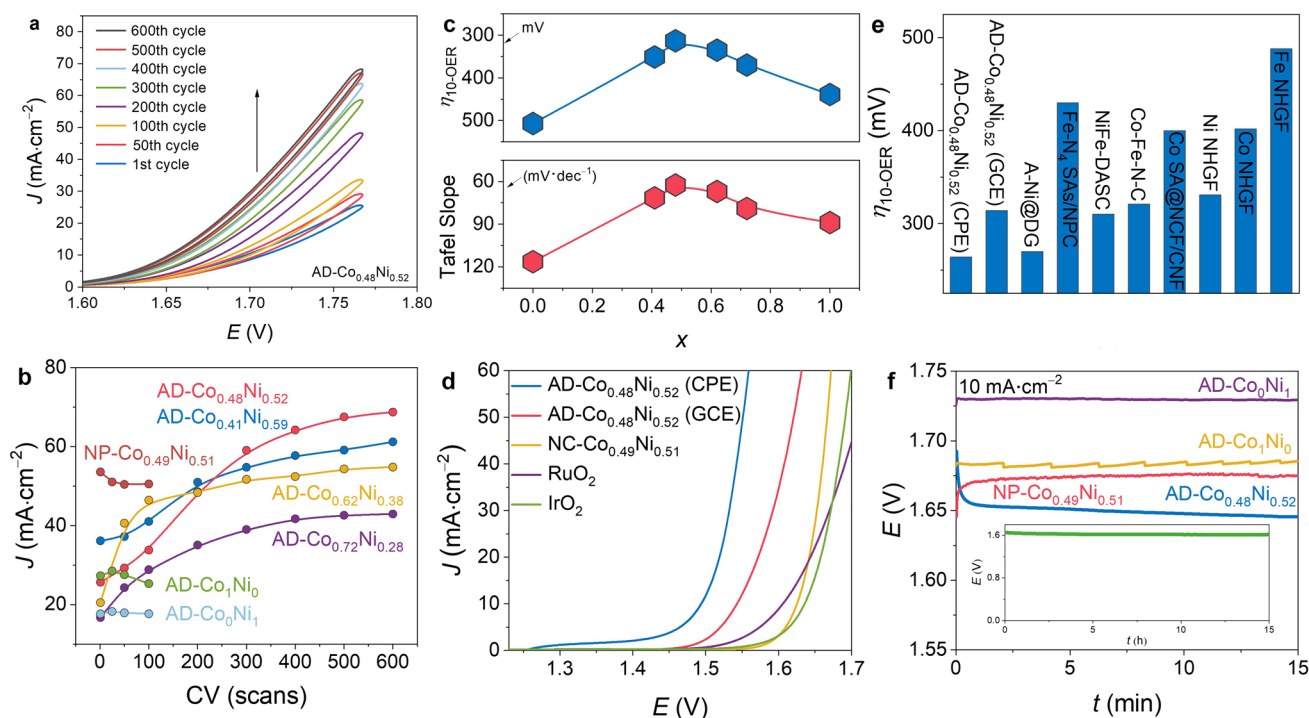 a
J (mA·cm⁻²)
80
70
60
50
40
30
20
10
0
600th cycle
500th cycle
400th cycle
300th cycle
200th cycle
100th cycle
50th cycle
1st cycle
AD-Co₀.₄₈Ni₀.₅₂
1.60 1.65 1.70 1.75 1.80
E (V)
b
J (mA·cm⁻²)
80
60
40
20
AD-Co₀.₄₈Ni₀.₅₂
AD-Co₀.₄₁Ni₀.₅₉
NP-Co₀.₄₉Ni₀.₅₁
AD-Co₀.₆₂Ni₀.₃₈
AD-Co₀.₇₂Ni₀.₂₈
AD-Co₁Ni₀
AD-Co₀Ni₁
0 100 200 300 400 500 600
CV (scans)
c
η₁₀₋OER
300
400
500
mV
Tafel Slope
60
90
120
(mV·dec⁻¹)
0.0 0.2 0.4 0.6 0.8 1.0
x
d
J (mA·cm⁻²)
60
50
40
30
20
10
0
AD-Co₀.₄₈Ni₀.₅₂ (CPE)
AD-Co₀.₄₈Ni₀.₅₂ (GCE)
NC-Co₀.₄₉Ni₀.₅₁
RuO₂
IrO₂
1.3 1.4 1.5 1.6 1.7
E (V)
e
η₁₀₋OER (mV)
500
400
300
AD-Co₀.₄₈Ni₀.₅₂ (CPE)
AD-Co₀.₄₈Ni₀.₅₂ (GCE)
A-Ni@DG
Fe-N₄ SAs/NPC
NiFe-DASC
Co-Fe-N-C
Co SA@NCF/CNF
Ni NHGF
Co NHGF
Fe NHGF
f
E (V)
1.75
1.70
1.65
1.60
1.55
10 mA·cm⁻²
AD-Co₀Ni₁
AD-Co₁Ni₀
NP-Co₀.₄₉Ni₀.₅₁
AD-Co₀.₄₈Ni₀.₅₂
E (V)
1.6
0.8
0.0
0 5 10 15
t (h)
0 5 10 15
t (min)